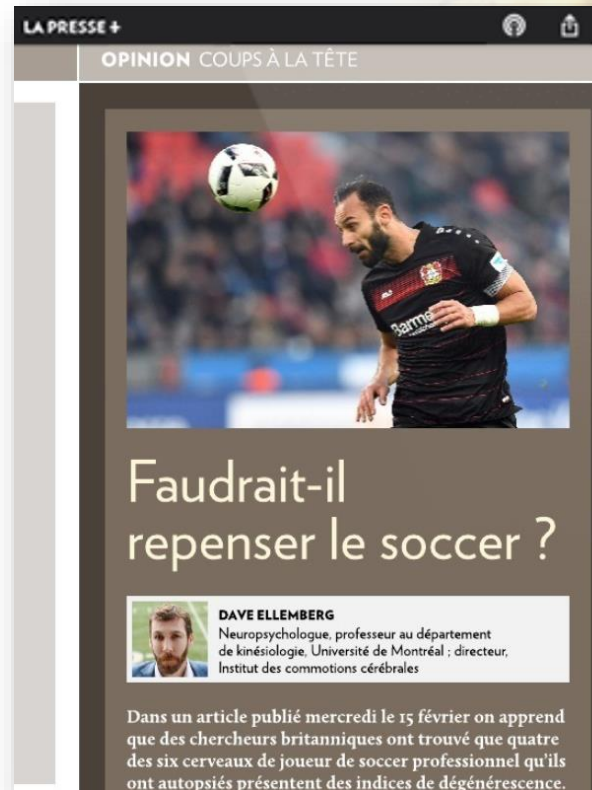 LA PRESSE+
OPINION COUPS À LA TÊTE
Barme
Faudrait-il
repenser le soccer ?
DAVE ELLEMBERG
Neuropsychologue, professeur au département
de kinésiologie, Université de Montréal ; directeur,
Institut des commotions cérébrales
Dans un article publié mercredi le 15 février on apprend
que des chercheurs britanniques ont trouvé que quatre
des six cerveaux de joueur de soccer professionnel qu'ils
ont autopsiés présentent des indices de dégénérescence.